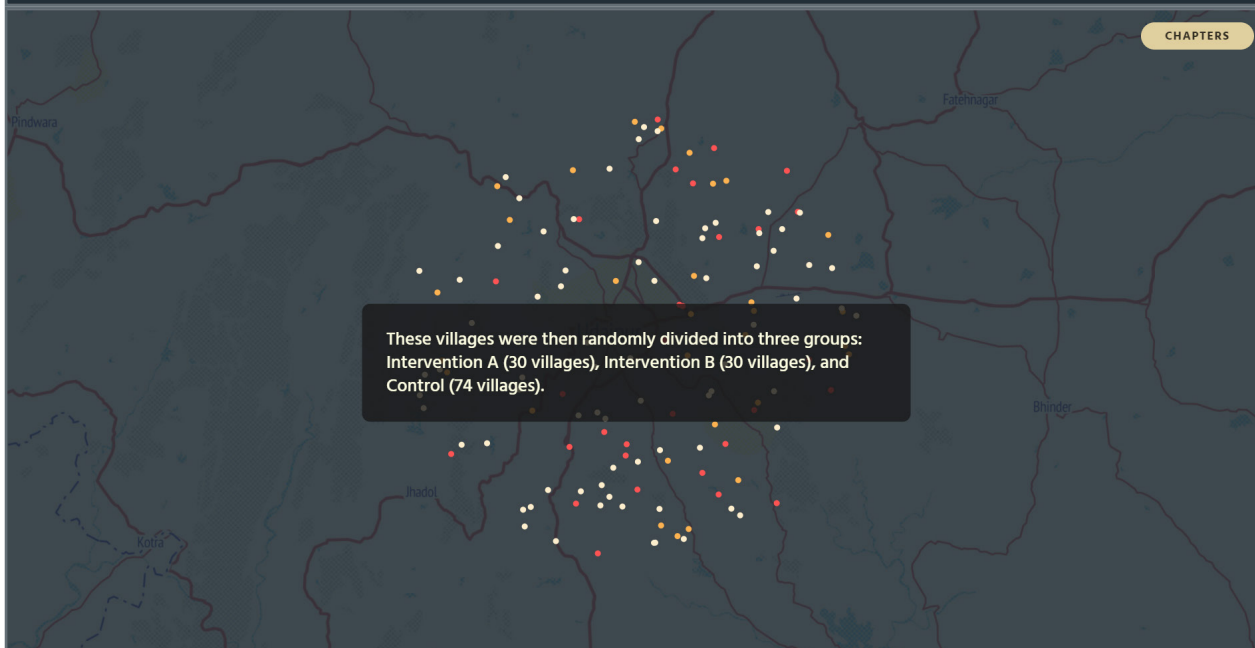 CHAPTERS
Fatehnagar
Pindwara
These villages were then randomly divided into three groups:
Intervention A (30 villages), Intervention B (30 villages), and
Control (74 villages).
Bhinder
Jhadol
Kotra